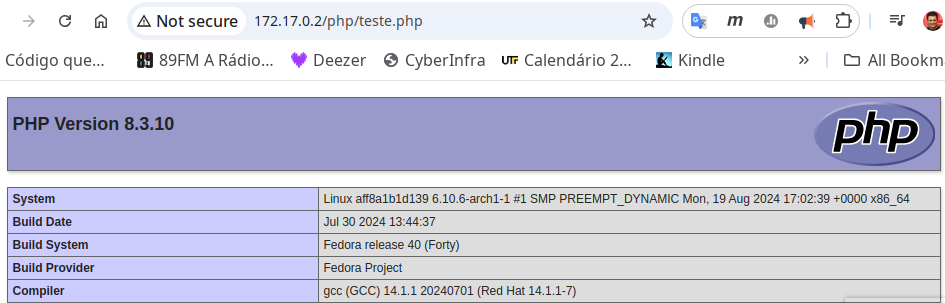 Not secure 172.17.0.2/php/teste.php
Código que... 89 89FM A Rádio... Deezer CyberInfra UTF Calendário 2... Kindle » All Bookm
PHP Version 8.3.10
php
System Linux aff8a1b1d139 6.10.6-arch1-1 #1 SMP PREEMPT_DYNAMIC Mon, 19 Aug 2024 17:02:39 +0000 x86_64
Build Date Jul 30 2024 13:44:37
Build System Fedora release 40 (Forty)
Build Provider Fedora Project
Compiler gcc (GCC) 14.1.1 20240701 (Red Hat 14.1.1-7)